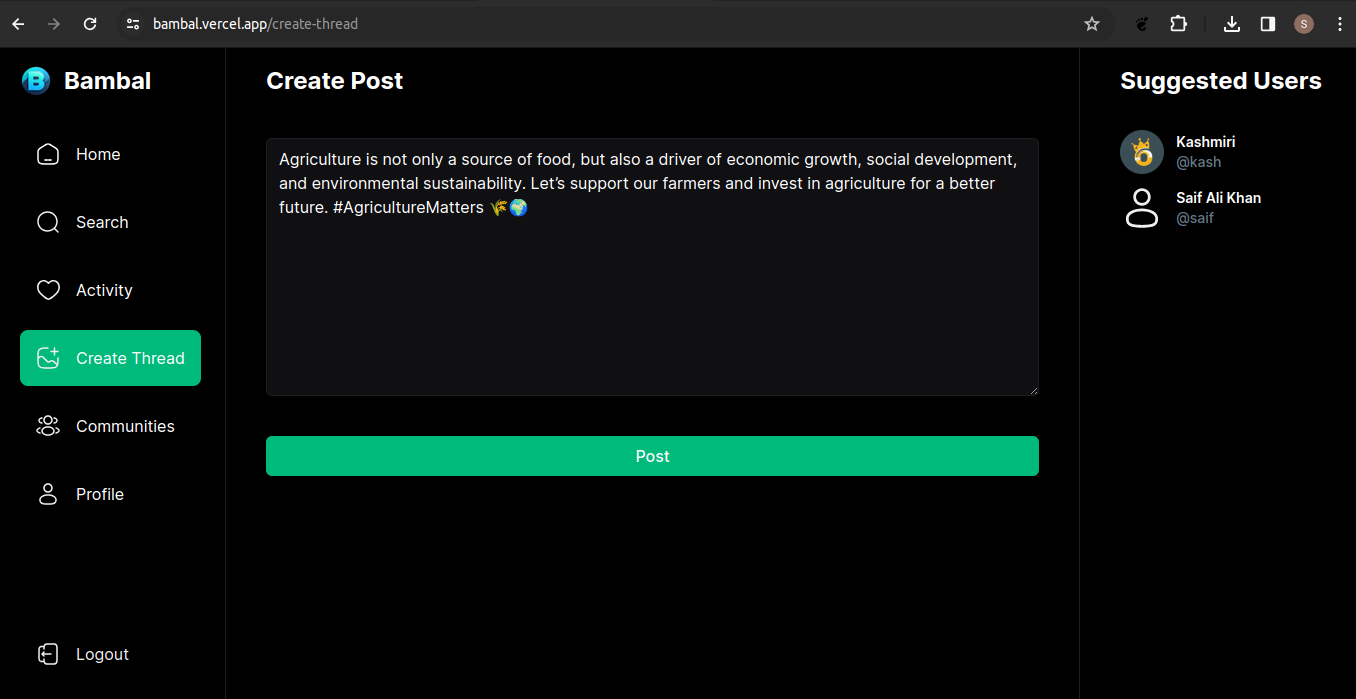 bambal.vercel.app/create-thread
S
Bambal
Home
Search
Activity
Create Thread
Communities
Profile
Logout
Create Post
Agriculture is not only a source of food, but also a driver of economic growth, social development,
and environmental sustainability. Let’s support our farmers and invest in agriculture for a better
future. #AgricultureMatters 🌾🌍
Post
Suggested Users
Kashmiri
@kash
Saif Ali Khan
@saif